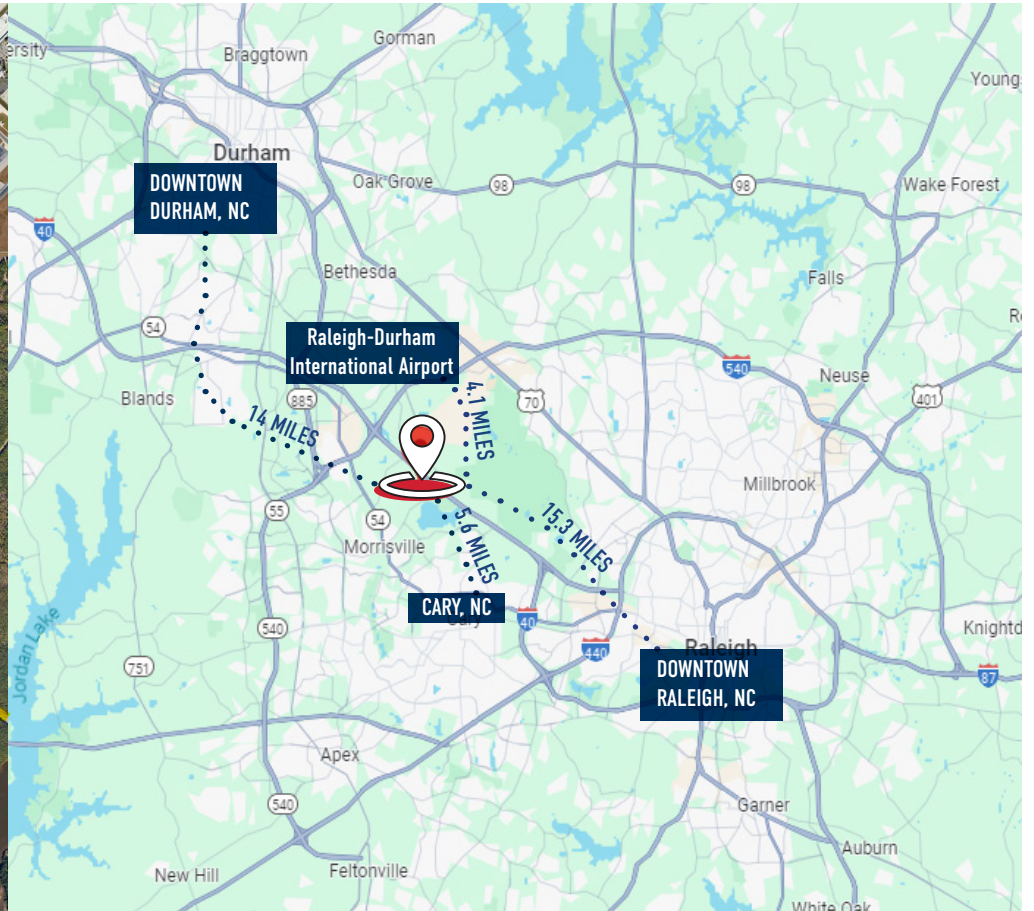 Gorman
ersity
Braggtown
Young
Durham
DOWNTOWN
DURHAM, NC
Oak Grove
98
98
Wake Forest
40
Bethesda
Falls
54
Raleigh-Durham
International Airport
540
Neuse
Blands
885
4.1 MILES
70
401
14 MILES
Millbrook
55
54
15.3 MILES
5.6 MILES
Morrisville
CARY, NC
40
540
Knightd
440
Raleigh
Jordan Lake
751
DOWNTOWN
RALEIGH, NC
87
Apex
540
Garner
Auburn
New Hill
Feltonville
White Oak